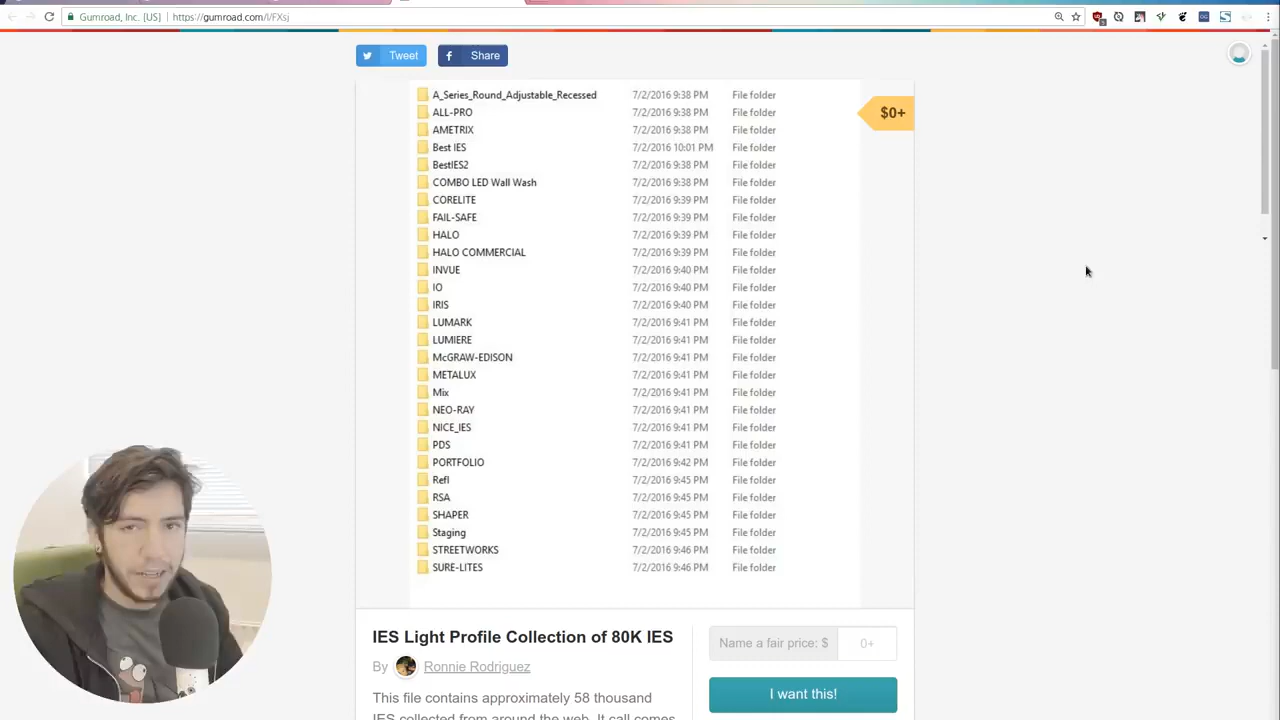 Gumroad, Inc. [US] https://gumroad.com/l/FXsj
Tweet
Share
$0+
A_Series_Round_Adjustable_Recessed 7/2/2016 9:38 PM File folder
ALL-PRO 7/2/2016 9:38 PM File folder
AMETRIX 7/2/2016 9:38 PM File folder
Best IES 7/2/2016 10:01 PM File folder
BestIES2 7/2/2016 9:38 PM File folder
COMBO LED Wall Wash 7/2/2016 9:38 PM File folder
CORELITE 7/2/2016 9:39 PM File folder
FAIL-SAFE 7/2/2016 9:39 PM File folder
HALO 7/2/2016 9:39 PM File folder
HALO COMMERCIAL 7/2/2016 9:39 PM File folder
INVUE 7/2/2016 9:40 PM File folder
IO 7/2/2016 9:40 PM File folder
IRIS 7/2/2016 9:40 PM File folder
LUMARK 7/2/2016 9:41 PM File folder
LUMIERE 7/2/2016 9:41 PM File folder
McGRAW-EDISON 7/2/2016 9:41 PM File folder
METALUX 7/2/2016 9:41 PM File folder
Mix 7/2/2016 9:41 PM File folder
NEO-RAY 7/2/2016 9:41 PM File folder
NICE_IES 7/2/2016 9:41 PM File folder
PDS 7/2/2016 9:41 PM File folder
PORTFOLIO 7/2/2016 9:42 PM File folder
Refl 7/2/2016 9:45 PM File folder
RSA 7/2/2016 9:45 PM File folder
SHAPER 7/2/2016 9:45 PM File folder
Staging 7/2/2016 9:45 PM File folder
STREETWORKS 7/2/2016 9:46 PM File folder
SURE-LITES 7/2/2016 9:46 PM File folder
IES Light Profile Collection of 80K IES
By Ronnie Rodriguez
This file contains approximately 58 thousand
IES collected from around the web. It call comes
Name a fair price: $ 0+
I want this!